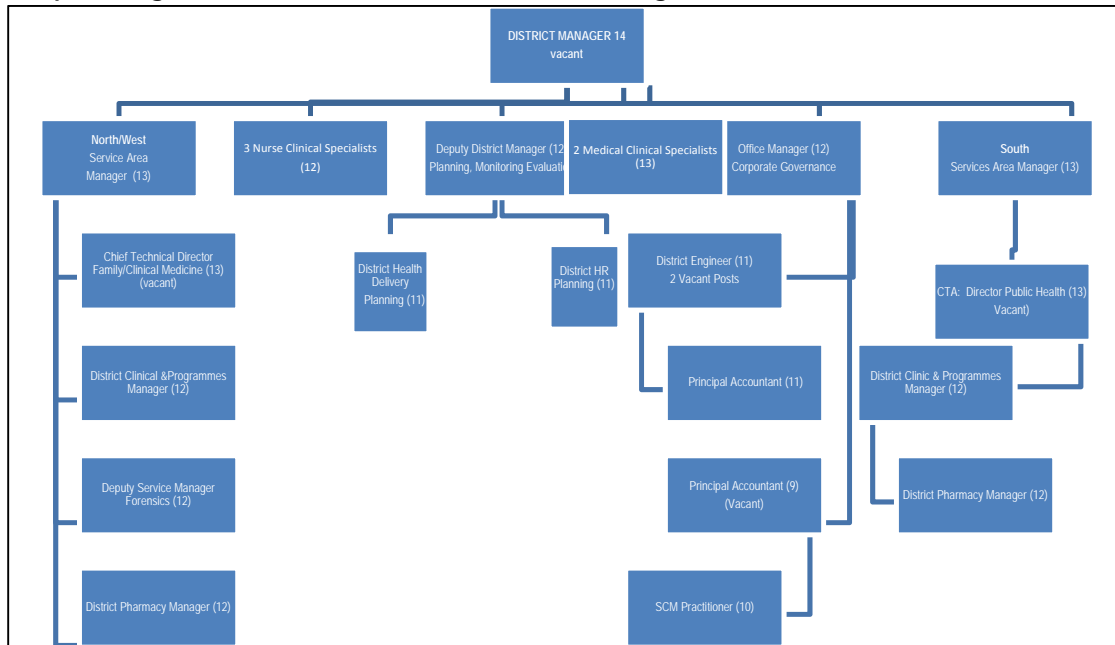 DISTRICT MANAGER 14
vacant
North/West
Service Area
Manager (13)
3 Nurse Clinical Specialists
(12)
Deputy District Manager (12
Planning, Monitoring Evaluation
2 Medical Clinical Specialists
(13)
Office Manager (12)
Corporate Governance
South
Services Area Manager (13)
Chief Technical Director
Family/Clinical Medicine (13)
(vacant)
District Health
Delivery
Planning (11)
District HR
Planning (11)
District Engineer (11)
2 Vacant Posts
CTA: Director Public Health (13)
Vacant)
District Clinical &Programmes
Manager (12)
Principal Accountant (11)
District Clinic & Programmes
Manager (12)
Deputy Service Manager
Forensics (12)
Principal Accountant (9)
(Vacant)
District Pharmacy Manager (12)
District Pharmacy Manager (12)
SCM Practitioner (10)